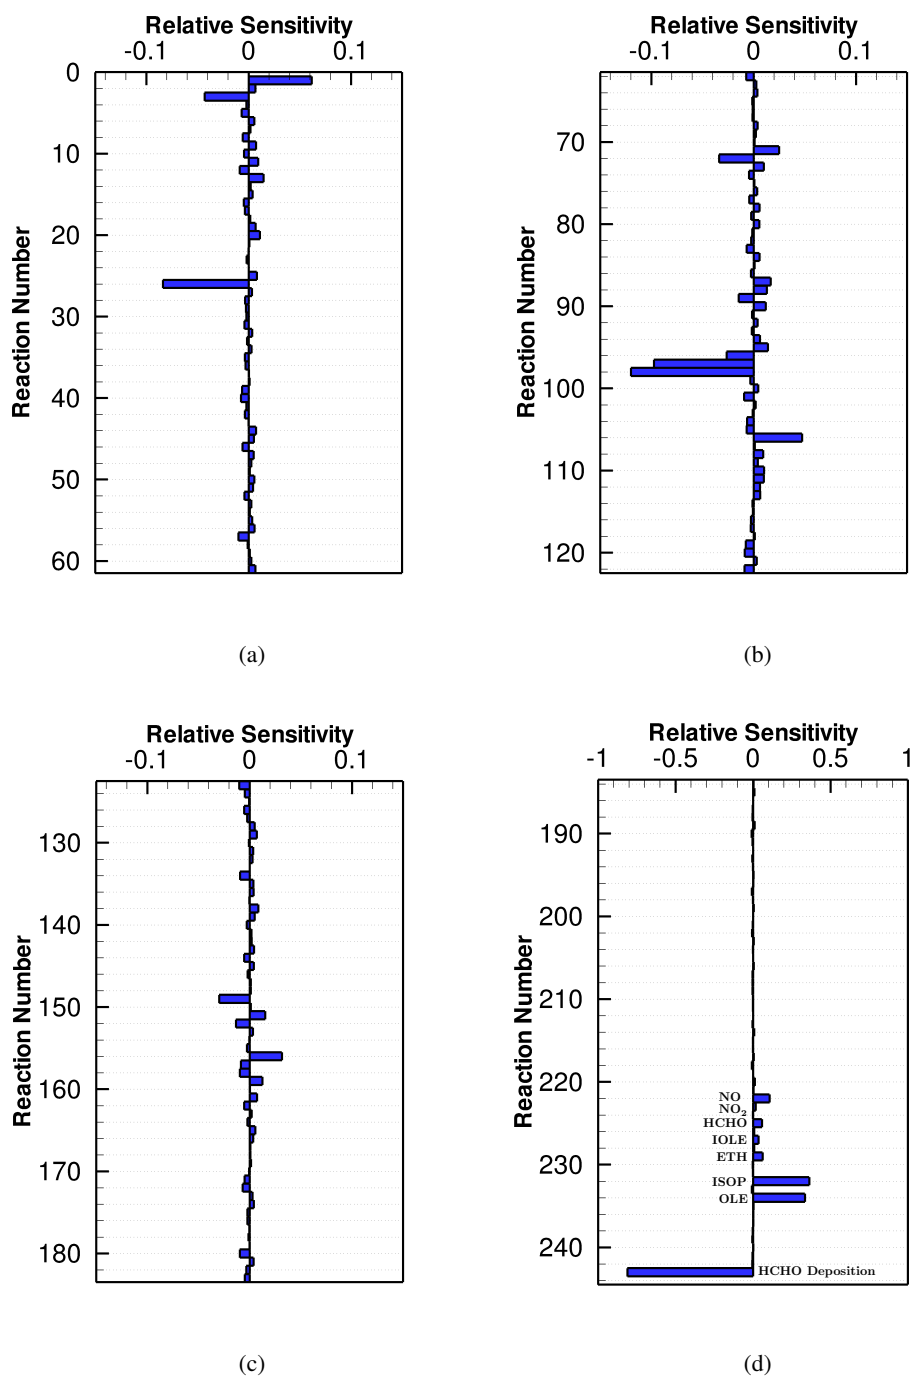 Relative Sensitivity
-0.1 0 0.1
0
10
20
30
40
50
60
Reaction Number
(a)
Relative Sensitivity
-0.1 0 0.1
70
80
90
100
110
120
Reaction Number
(b)
Relative Sensitivity
-0.1 0 0.1
130
140
150
160
170
180
Reaction Number
(c)
Relative Sensitivity
-1 -0.5 0 0.5 1
190
200
210
220
230
240
Reaction Number
NO
NO₂
HCHO
IOLE
ETH
ISOP
OLE
HCHO Deposition
(d)